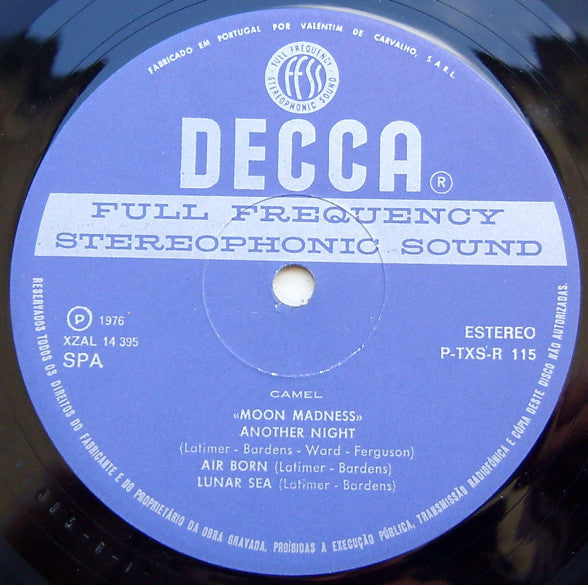 FABRICADO EM PORTUGAL POR VALENTIM DE CARVALHO, S.A.R.L.
FULL FREQUENCY
FFSS
STEREOPHONIC SOUND
DECCA ®
FULL FREQUENCY
STEREOPHONIC SOUND
Ⓟ 1976
XZAL 14 395
SPA
ESTEREO
P-TXS-R 115
CAMEL
«MOON MADNESS»
ANOTHER NIGHT
(Latimer - Bardens - Ward - Ferguson)
AIR BORN (Latimer - Bardens)
LUNAR SEA (Latimer - Bardens)
RESERVADOS TODOS OS DIREITOS DO FABRICANTE E DO PROPRIETÁRIO DA OBRA GRAVADA, PROÍBIDAS A EXECUÇÃO PÚBLICA, TRANSMISSÃO RADIOFÓNICA E CÓPIA DESTE DISCO NÃO AUTORIZADAS.